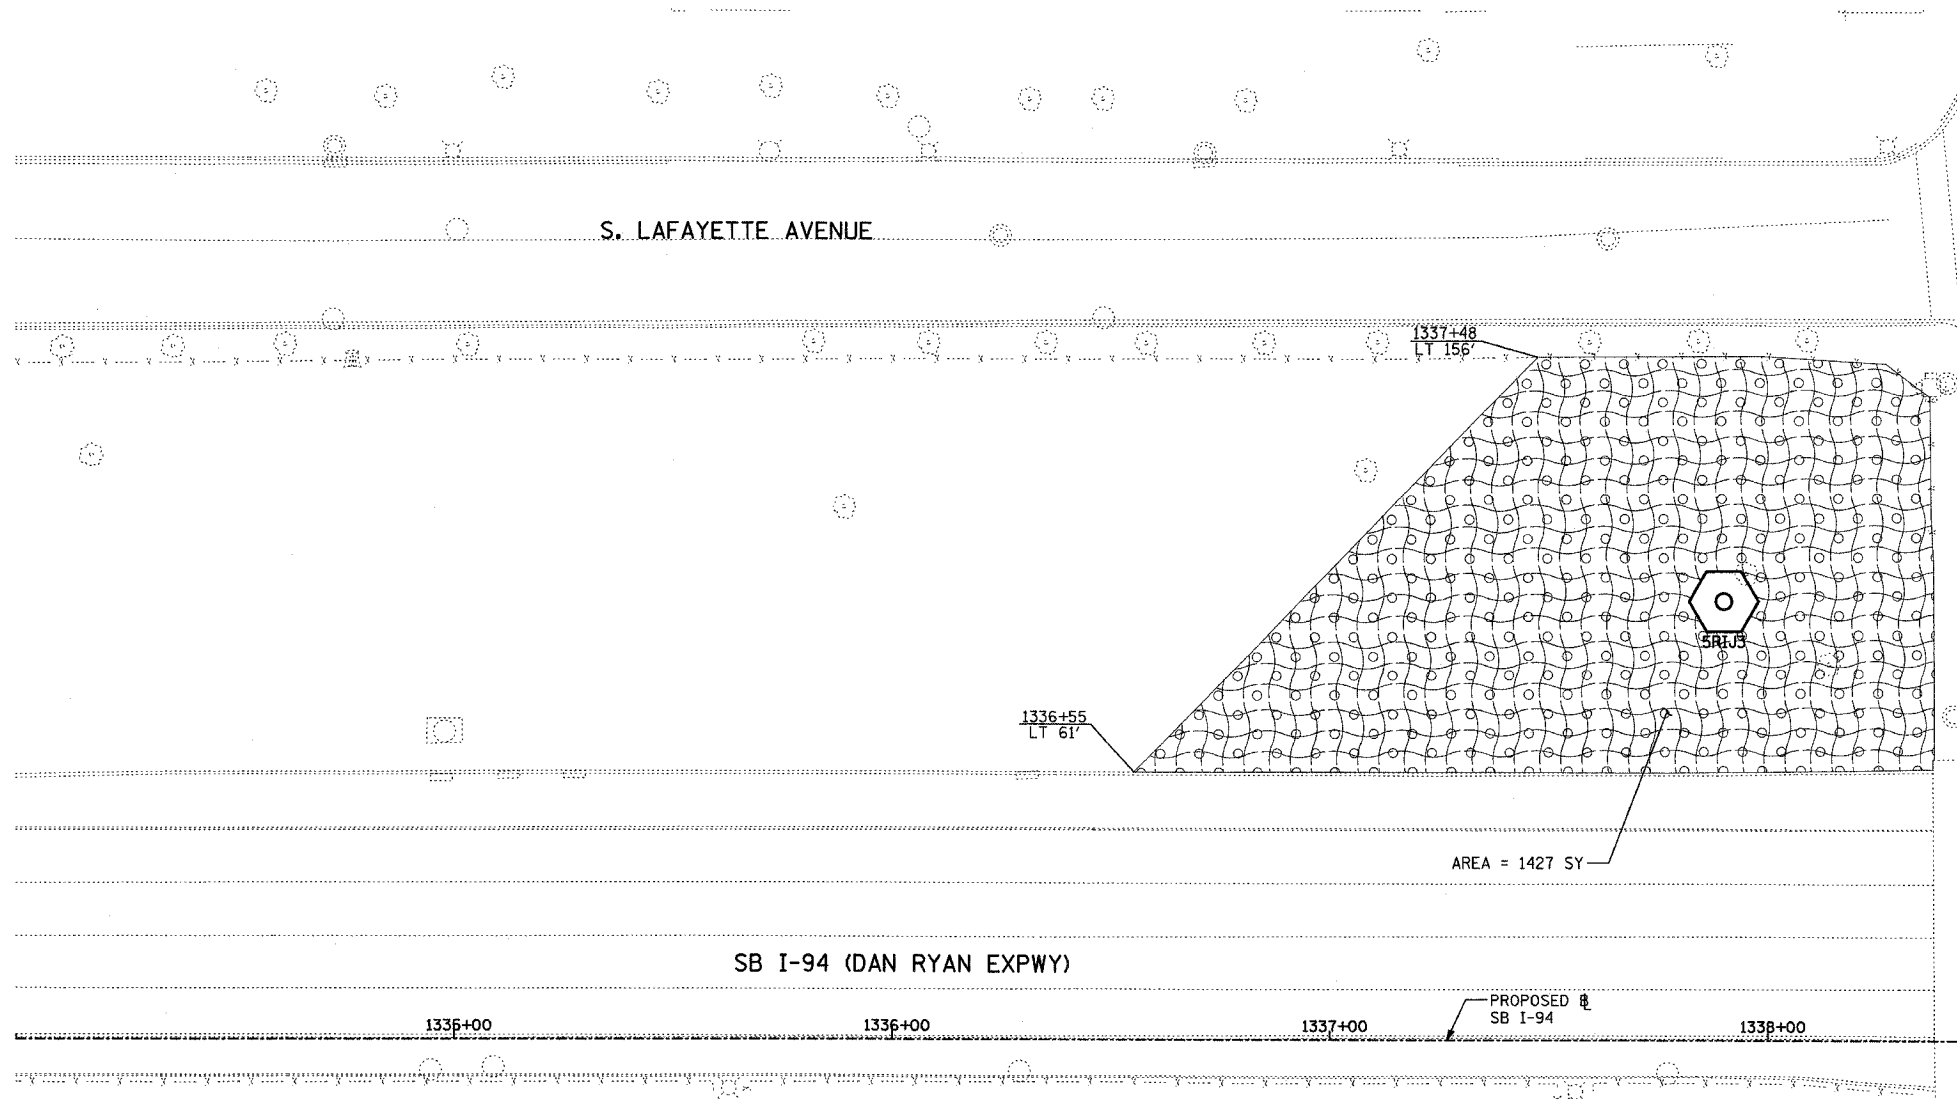 S. LAFAYETTE AVENUE
1337+48
LT 156'
1336+55
LT 61'
5RIJ3
AREA = 1427 SY
SB I-94 (DAN RYAN EXPWY)
PROPOSED ⅊
SB I-94
1335+00
1336+00
1337+00
1338+00